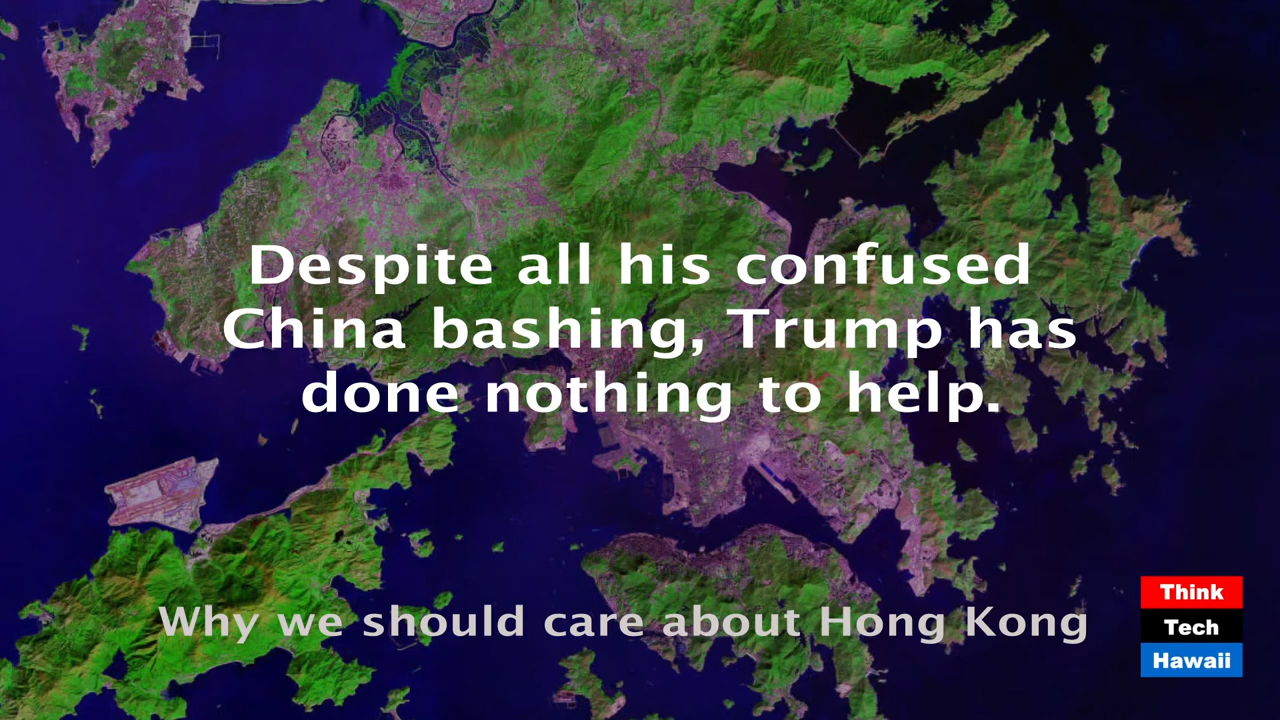 Despite all his confused
China bashing, Trump has
done nothing to help.
Why we should care about Hong Kong
Think
Tech
Hawaii